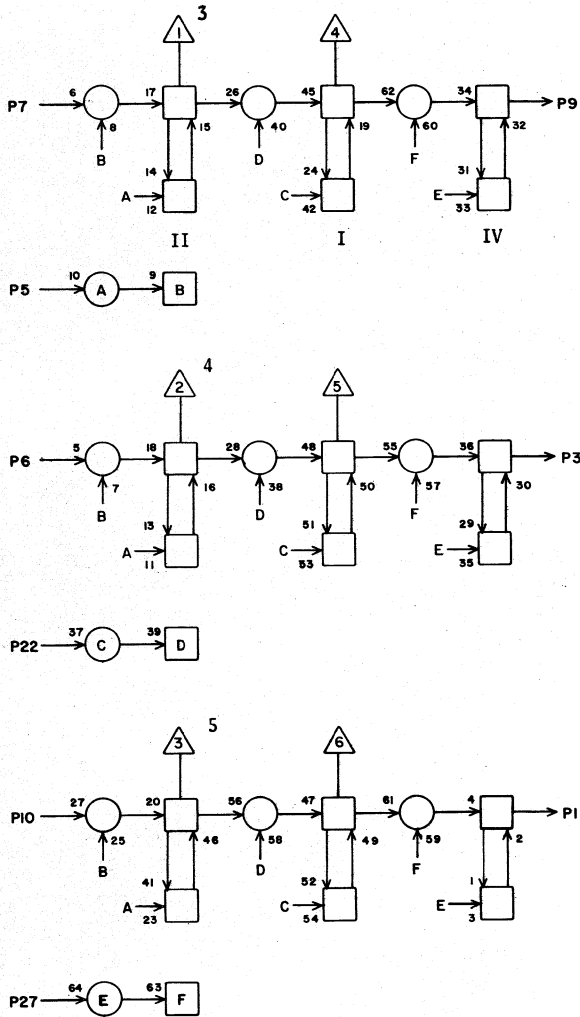 3
1 4
P7 6 17 26 45 62 34 P9
8 15 40 19 60 32
B 14 D 24 F 31
A C E
12 42 33
II I IV
P5 10 A 9 B
4
2 5
P6 5 18 28 48 55 36 P3
7 16 38 50 57 30
B 13 D 51 F 29
A C E
11 53 35
P22 37 C 39 D
5
3 6
P10 27 20 56 47 61 4 P1
25 46 58 49 59 2
B 41 D 52 F 1
A C E
23 54 3
P27 64 E 63 F